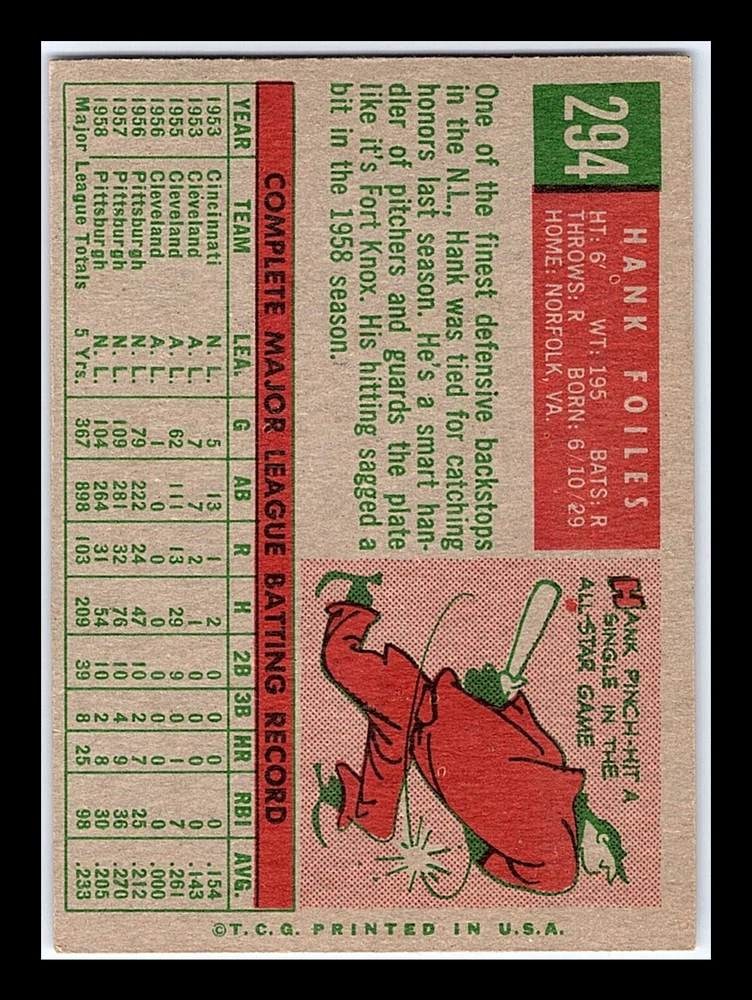 294
HANK FOILES
HT: 6' 0 WT: 195 BATS: R
THROWS: R BORN: 6/10/29
HOME: NORFOLK, VA.
One of the finest defensive backstops
in the N.L., Hank was tied for catching
honors last season. He's a smart han-
dler of pitchers and guards the plate
like it's Fort Knox. His hitting sagged a
bit in the 1958 season.
HANK PINCH-HIT A
SINGLE IN THE
ALL-STAR GAME
COMPLETE MAJOR LEAGUE BATTING RECORD
YEAR TEAM LEA. G AB R H 2B 3B HR RBI AVG.
1953 Cincinnati N. L. 5 13 1 2 0 0 0 0 .154
1953 Cleveland A. L. 7 7 2 1 0 0 0 0 .143
1955 Cleveland A. L. 62 111 13 29 9 0 1 7 .261
1956 Cleveland A. L. 1 0 0 0 0 0 0 0 .000
1956 Pittsburgh N. L. 79 222 24 47 10 2 7 25 .212
1957 Pittsburgh N. L. 109 281 32 76 10 4 9 36 .270
1958 Pittsburgh N. L. 104 264 31 54 10 2 8 30 .205
Major League Totals 5 Yrs. 367 898 103 209 39 8 25 98 .233
©T.C.G. PRINTED IN U.S.A.